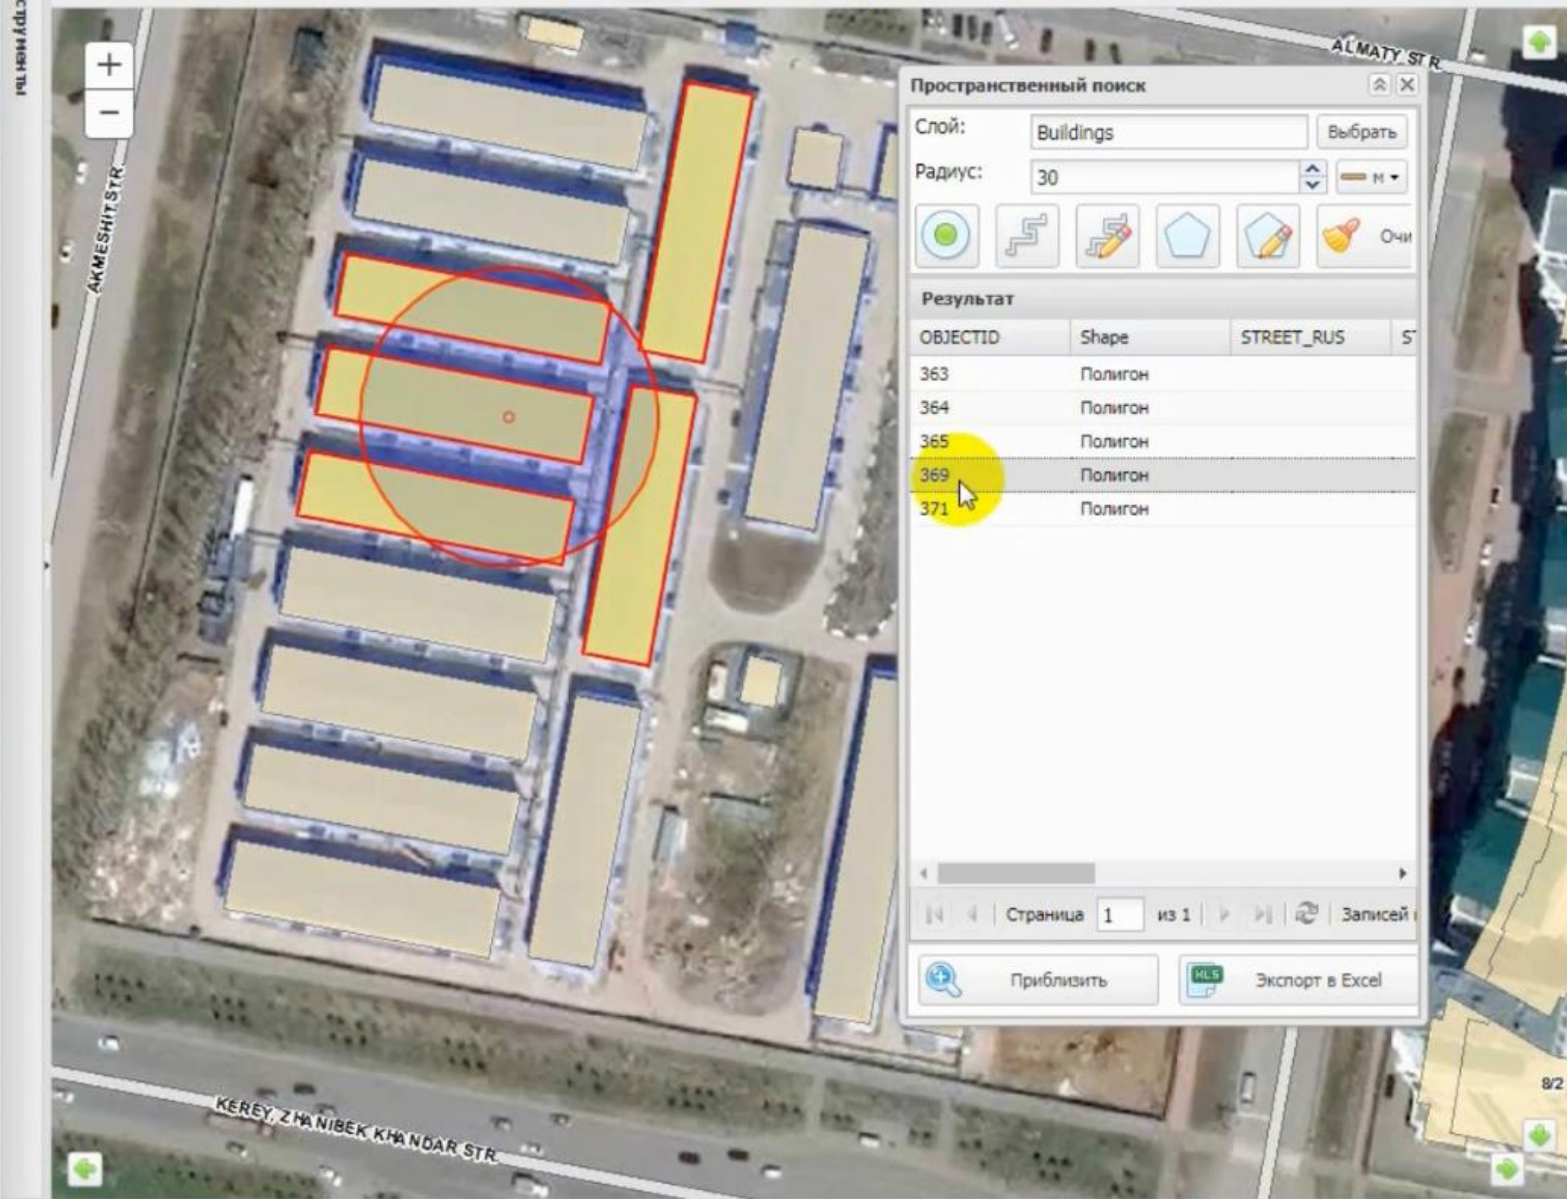 струменты
ALMATY STR.
AKMESHIT STR.
Пространственный поиск
Слой:
Buildings
Выбрать
Радиус:
30
м
Очи
Результат
OBJECTID Shape STREET_RUS ST
363 Полигон
364 Полигон
365 Полигон
369 Полигон
371 Полигон
Страница 1 из 1 Записей
Приблизить
XLS
Экспорт в Excel
8/2
KEREY, ZHANIBEK KHANDAR STR.